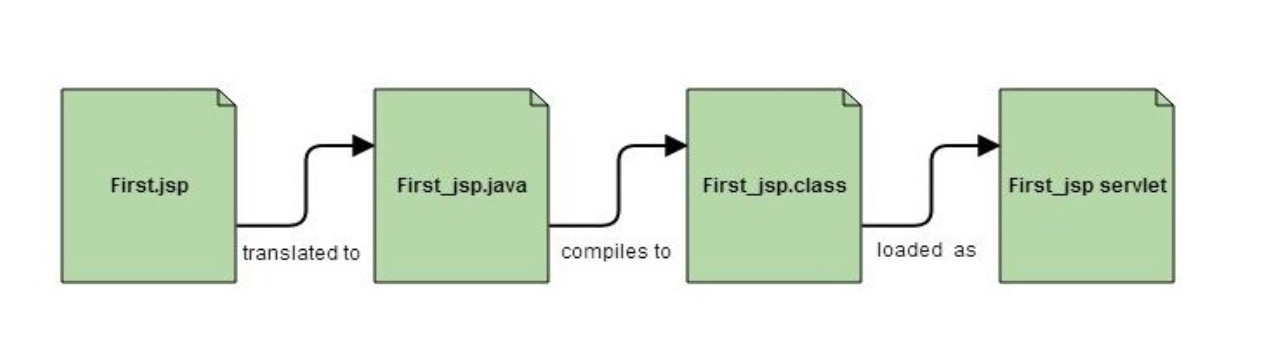 First.jsp
translated to
First_jsp.java
compiles to
First_jsp.class
loaded as
First_jsp servlet